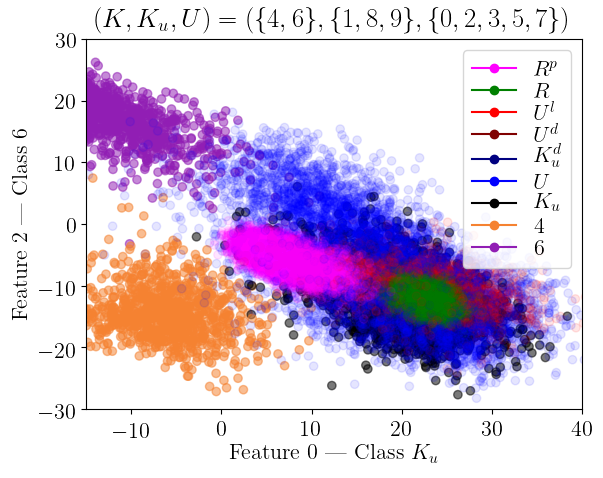 (K, K_u, U) = ({4, 6}, {1, 8, 9}, {0, 2, 3, 5, 7})
30
20
10
0
−10
−20
−30
Feature 2 — Class 6
R^p
R
U^l
U^d
K_u^d
U
K_u
4
6
−10
0
10
20
30
40
Feature 0 — Class K_u